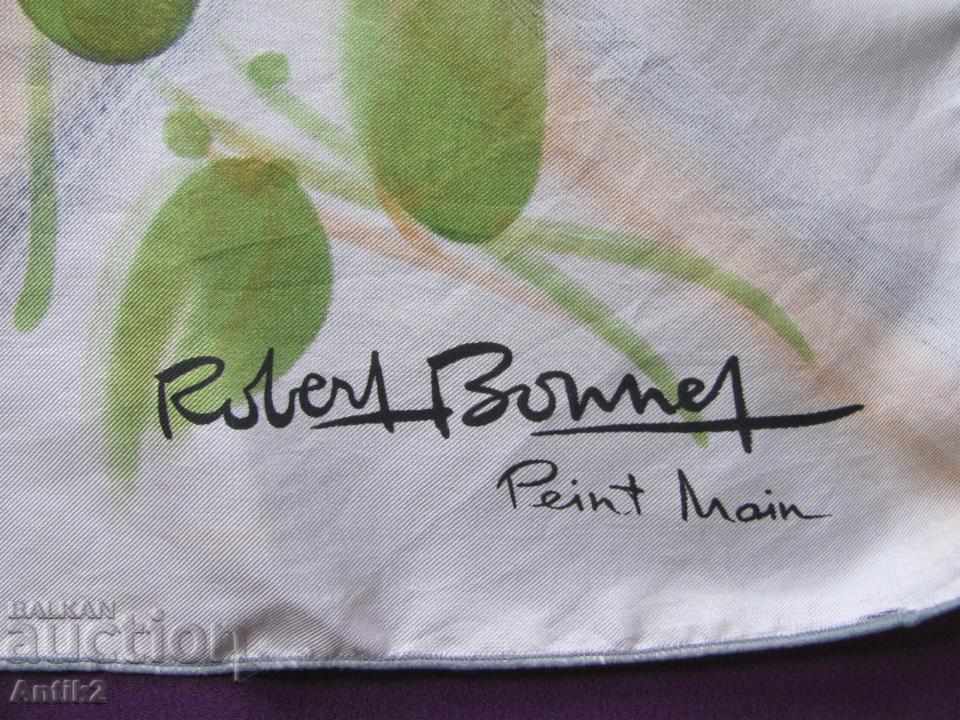 Robert Bonnet
Peint Main
BALKAN
auction
Antik2